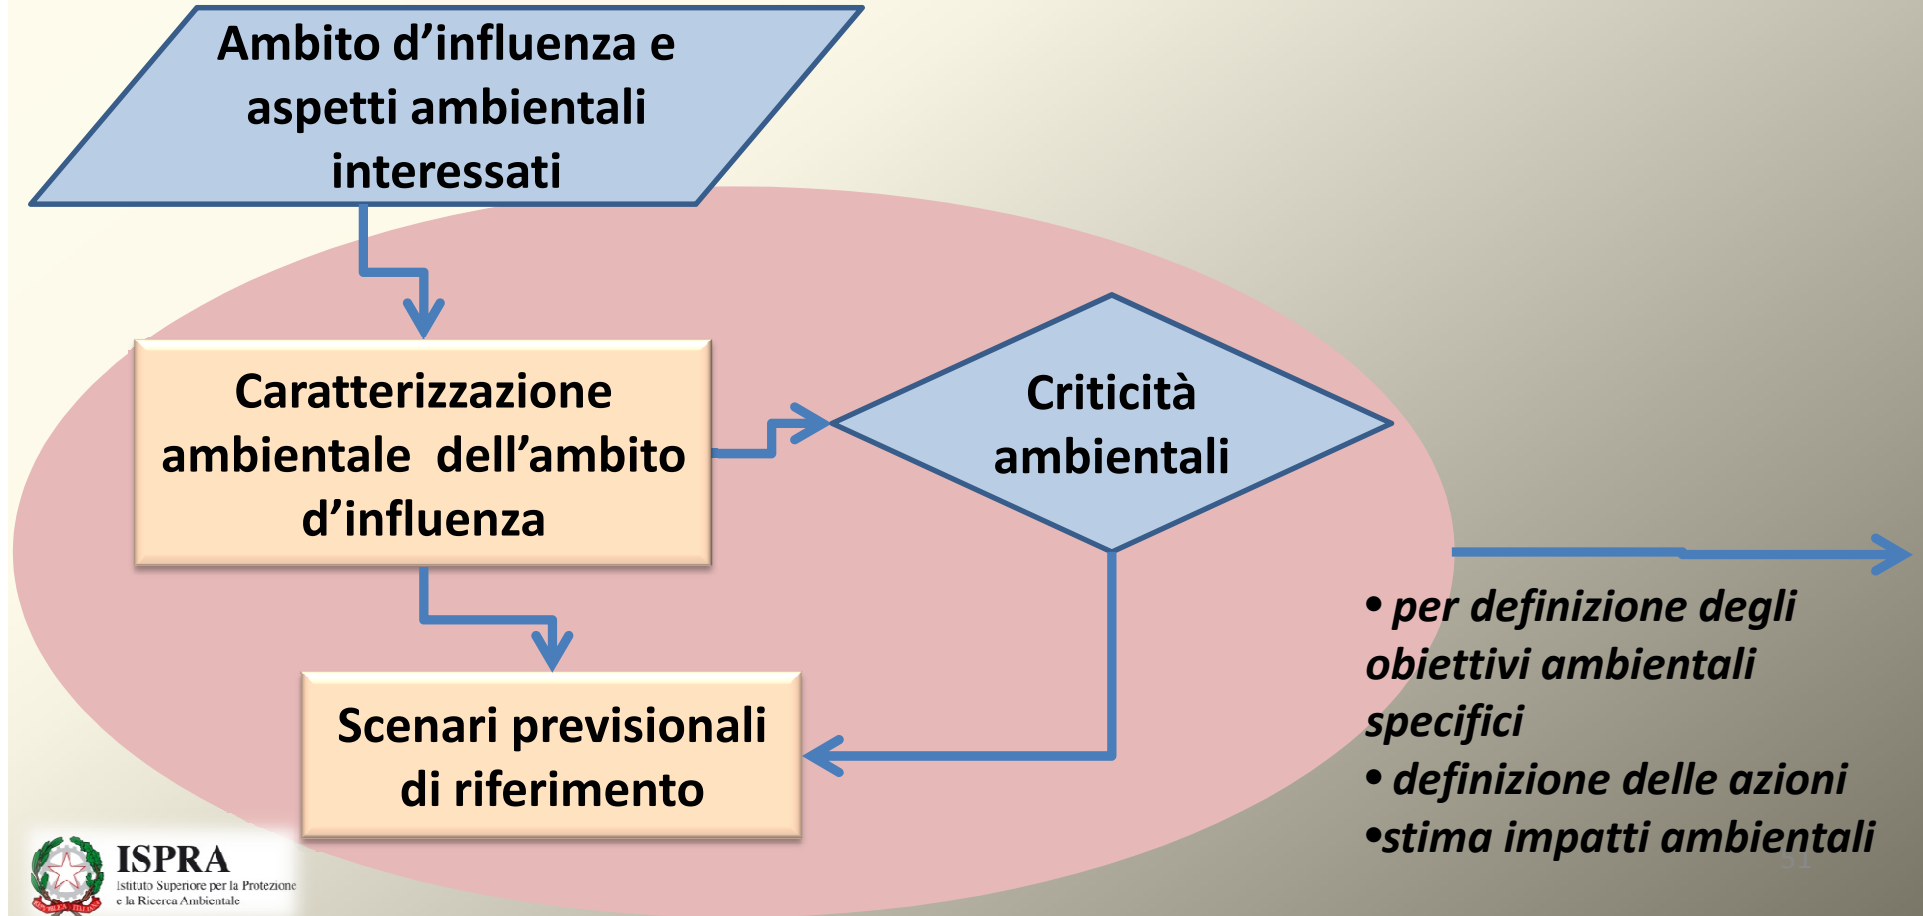 Ambito d’influenza e
aspetti ambientali
interessati
Caratterizzazione
ambientale dell’ambito
d’influenza
Criticità
ambientali
Scenari previsionali
di riferimento
• per definizione degli
obiettivi ambientali
specifici
• definizione delle azioni
•stima impatti ambientali
51
ISPRA
Istituto Superiore per la Protezione
e la Ricerca Ambientale